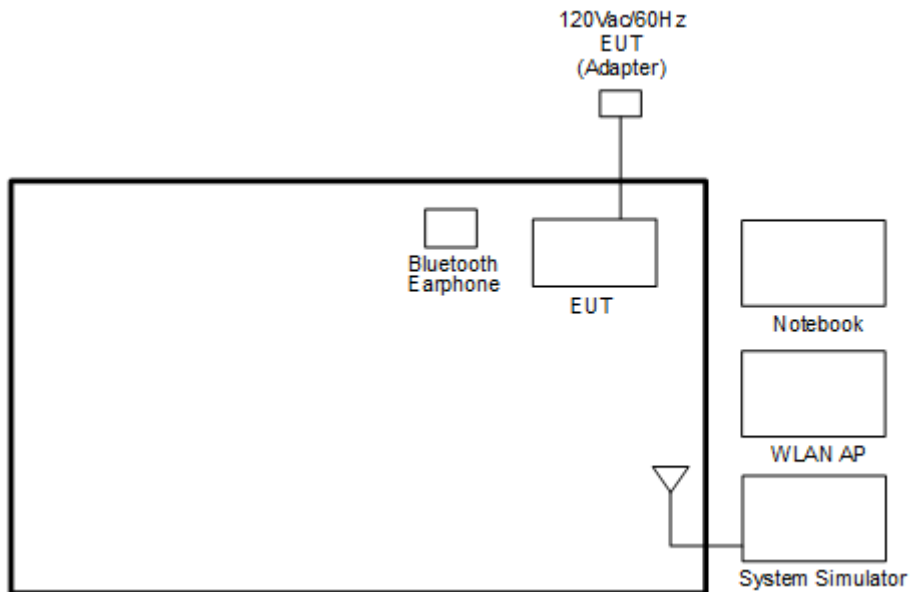 120Vac/60Hz
EUT
(Adapter)
Bluetooth
Earphone
EUT
Notebook
WLAN AP
System Simulator